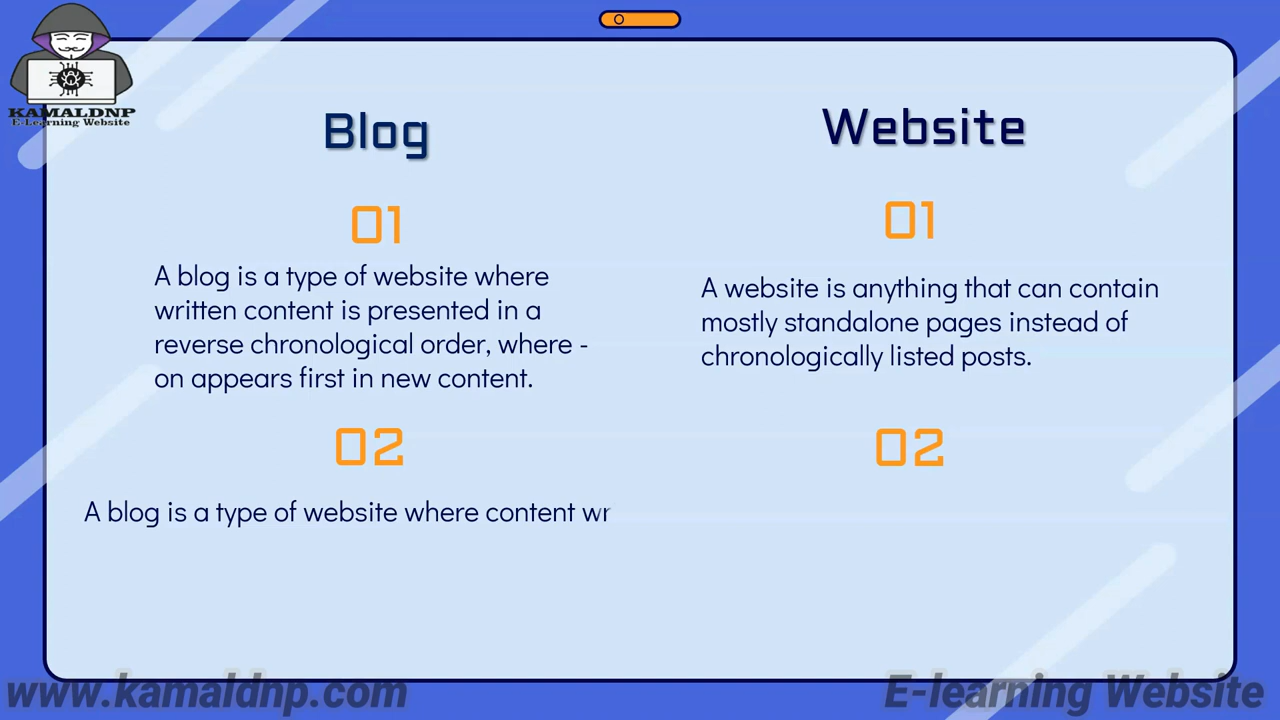 KAMALDNP
E-Learning Website
Blog
01
A blog is a type of website where
written content is presented in a
reverse chronological order, where -
on appears first in new content.
02
A blog is a type of website where content wr
Website
01
A website is anything that can contain
mostly standalone pages instead of
chronologically listed posts.
02
www.kamaldnp.com
E-learning Website